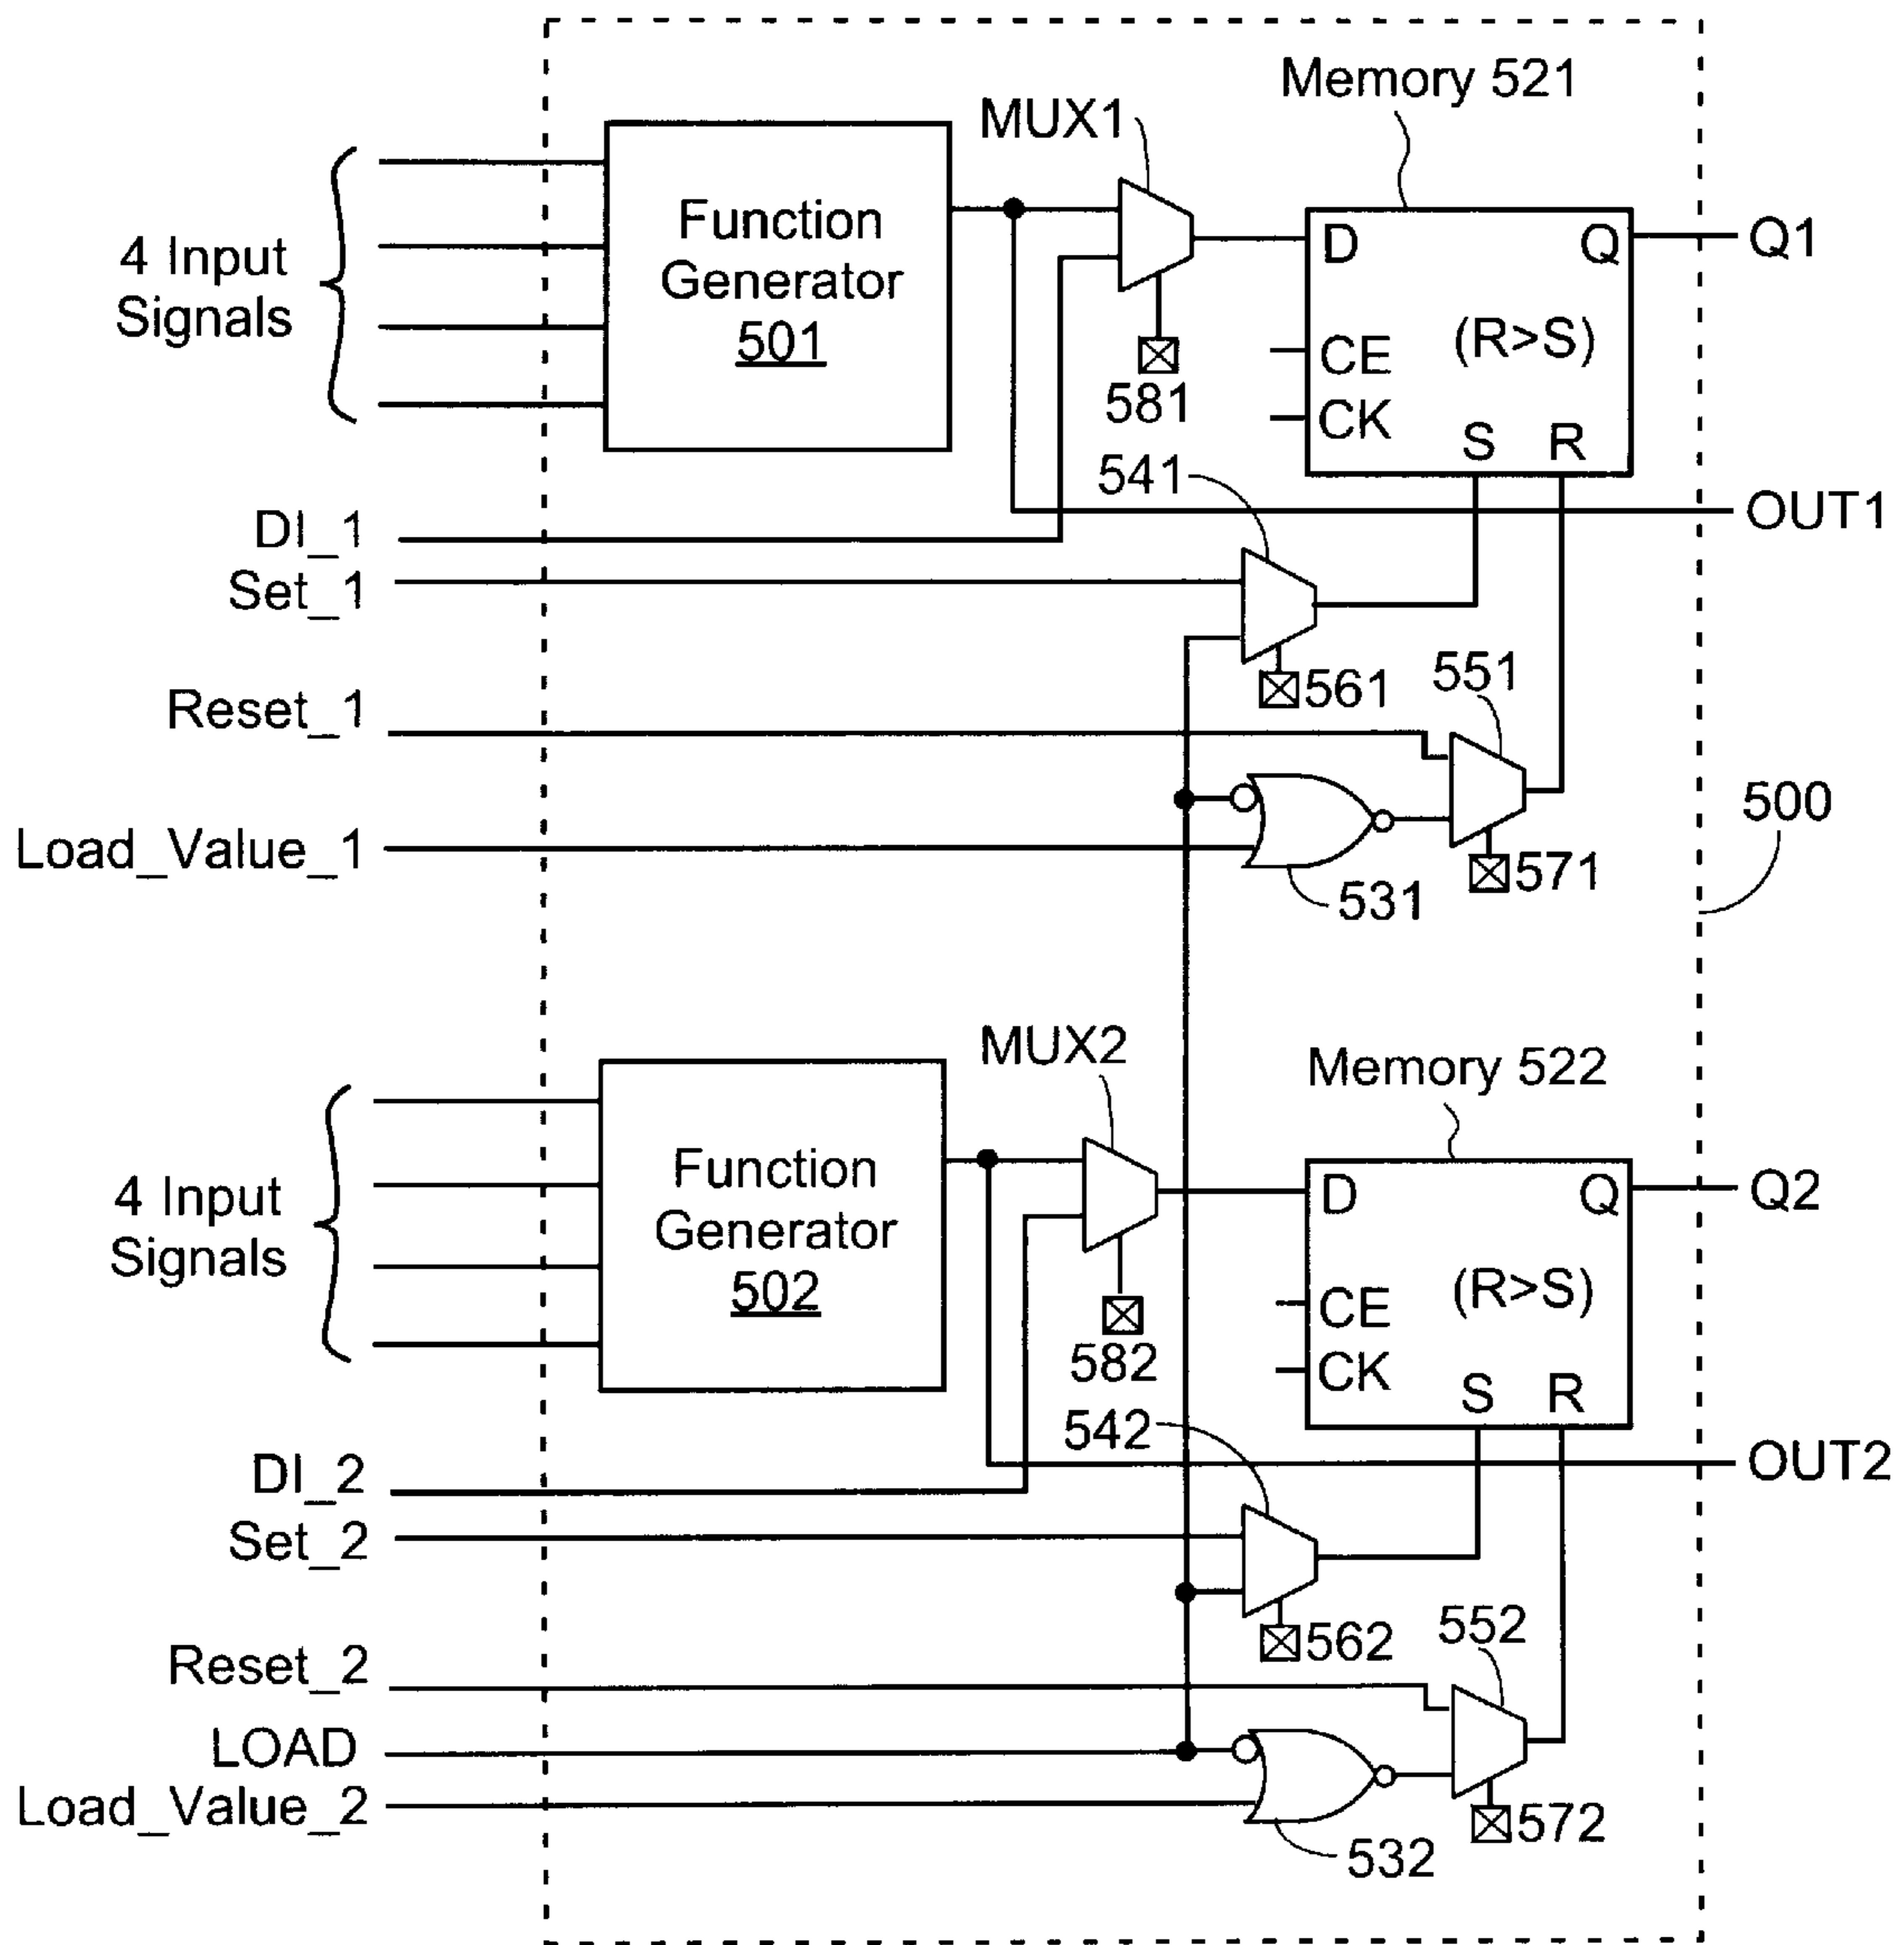 Memory 521
MUX1
Function
Generator
501
4 Input
Signals
D
Q
Q1
CE
(R>S)
CK
S
R
581
541
OUT1
DI_1
Set_1
561
551
Reset_1
500
Load_Value_1
571
531
MUX2
Memory 522
Function
Generator
502
4 Input
Signals
D
Q
Q2
CE
(R>S)
CK
S
R
582
542
OUT2
DI_2
Set_2
562
552
Reset_2
LOAD
Load_Value_2
572
532